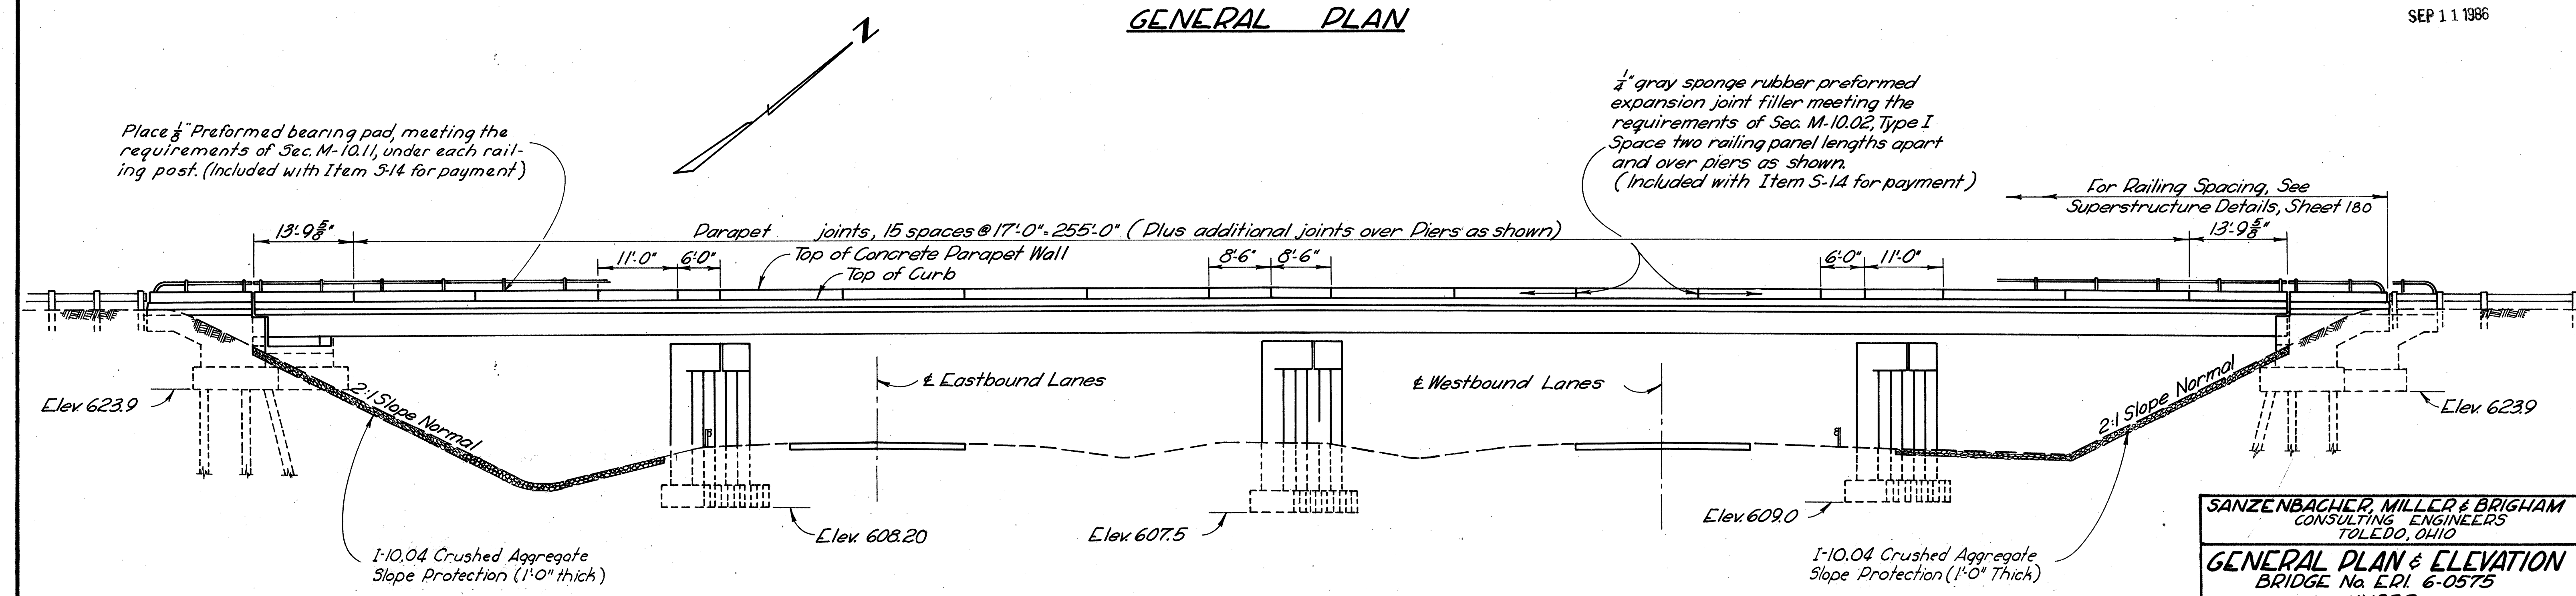 GENERAL PLAN
SEP 11 1986
N
Place 1/8" Preformed bearing pad, meeting the
requirements of Sec. M-10.11, under each rail-
ing post. (Included with Item S-14 for payment)
1/4" gray sponge rubber preformed
expansion joint filler meeting the
requirements of Sec. M-10.02, Type I
Space two railing panel lengths apart
and over piers as shown.
(Included with Item S-14 for payment)
For Railing Spacing, See
Superstructure Details, Sheet 180
13'-9 5/8"
Parapet joints, 15 spaces @ 17'-0" = 255'-0" (Plus additional joints over Piers as shown)
13'-9 5/8"
11'-0"
6'-0"
Top of Concrete Parapet Wall
Top of Curb
8'-6"
8'-6"
6'-0"
11'-0"
Elev. 623.9
2:1 Slope Normal
℄ Eastbound Lanes
℄ Westbound Lanes
2:1 Slope Normal
Elev. 623.9
Elev. 608.20
Elev. 607.5
Elev. 609.0
I-10.04 Crushed Aggregate
Slope Protection (1'-0" thick)
I-10.04 Crushed Aggregate
Slope Protection (1'-0" Thick)
SANZENBACHER, MILLER & BRIGHAM
CONSULTING ENGINEERS
TOLEDO, OHIO
GENERAL PLAN & ELEVATION
BRIDGE No. ERI. 6-0575